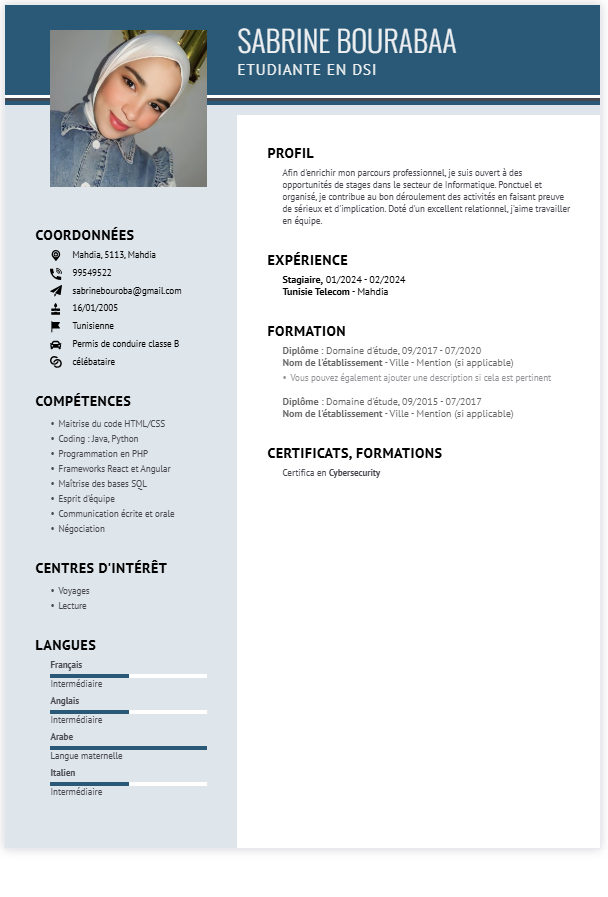 SABRINE BOURABAA
ETUDIANTE EN DSI
COORDONNÉES
Mahdia, 5113, Mahdia
99549522
sabrinebouroba@gmail.com
16/01/2005
Tunisienne
Permis de conduire classe B
célébataire
COMPÉTENCES
• Maitrise du code HTML/CSS
• Coding : Java, Python
• Programmation en PHP
• Frameworks React et Angular
• Maîtrise des bases SQL
• Esprit d'équipe
• Communication écrite et orale
• Négociation
CENTRES D'INTÉRÊT
• Voyages
• Lecture
LANGUES
Français
Intermédiaire
Anglais
Intermédiaire
Arabe
Langue maternelle
Italien
Intermédiaire
PROFIL
Afin d'enrichir mon parcours professionnel, je suis ouvert à des
opportunités de stages dans le secteur de Informatique. Ponctuel et
organisé, je contribue au bon déroulement des activités en faisant preuve
de sérieux et d'implication. Doté d'un excellent relationnel, j'aime travailler
en équipe.
EXPÉRIENCE
Stagiaire, 01/2024 - 02/2024
Tunisie Telecom - Mahdia
FORMATION
Diplôme : Domaine d'étude, 09/2017 - 07/2020
Nom de l'établissement - Ville - Mention (si applicable)
• Vous pouvez également ajouter une description si cela est pertinent
Diplôme : Domaine d'étude, 09/2015 - 07/2017
Nom de l'établissement - Ville - Mention (si applicable)
CERTIFICATS, FORMATIONS
Certifica en Cybersecurity